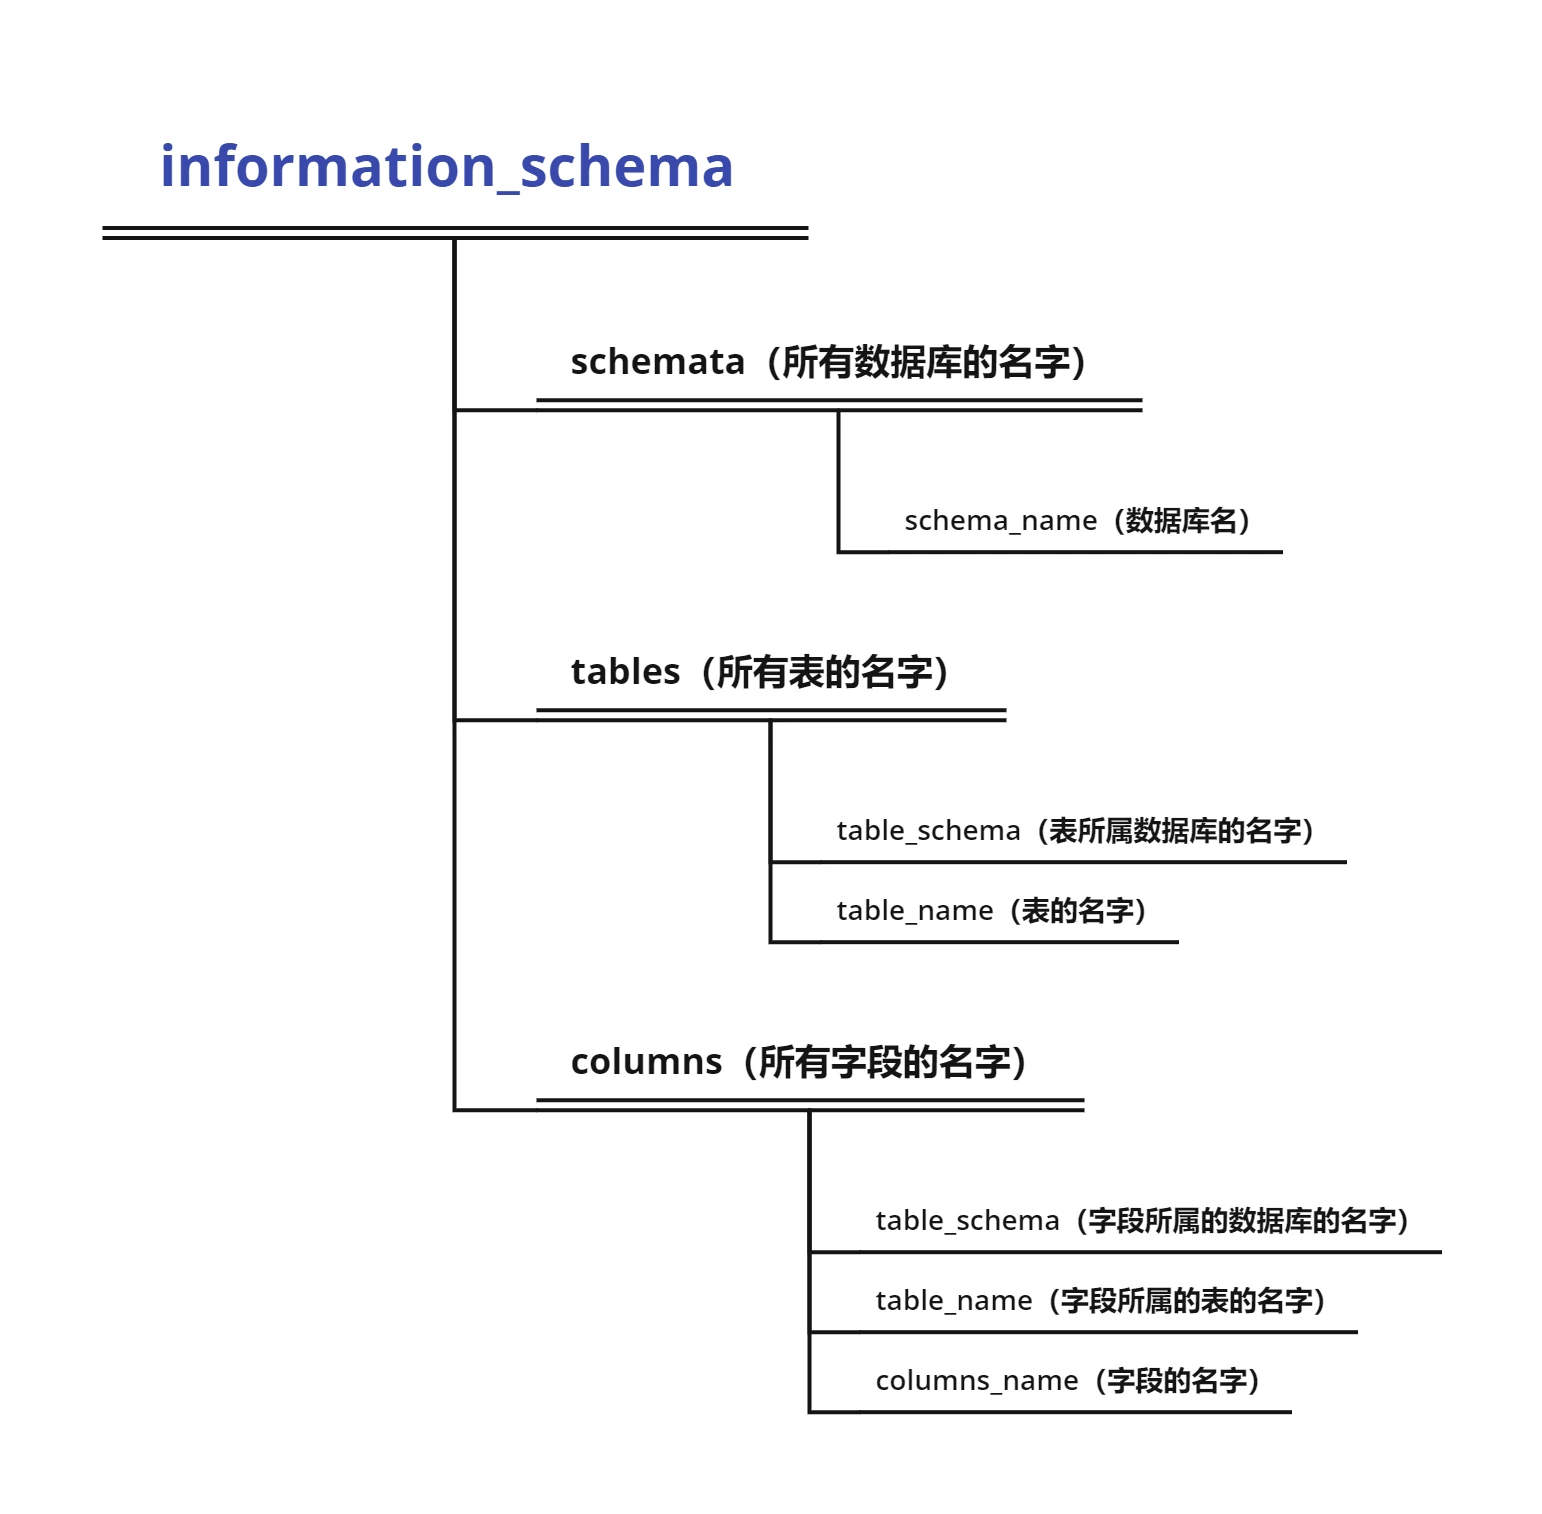 information_schema
schemata（所有数据库的名字）
schema_name（数据库名）
tables（所有表的名字）
table_schema（表所属数据库的名字）
table_name（表的名字）
columns（所有字段的名字）
table_schema（字段所属的数据库的名字）
table_name（字段所属的表的名字）
columns_name（字段的名字）